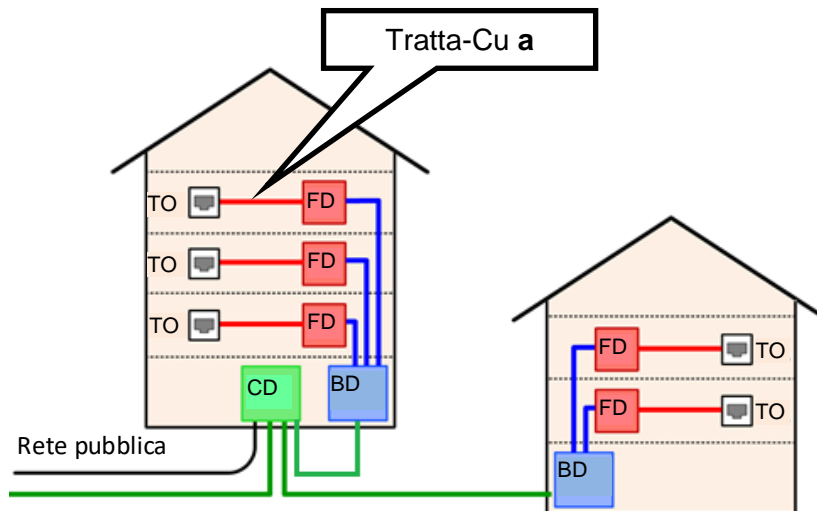 Tratta-Cu a
TO FD
TO FD
TO FD
CD BD
Rete pubblica
FD TO
FD TO
BD